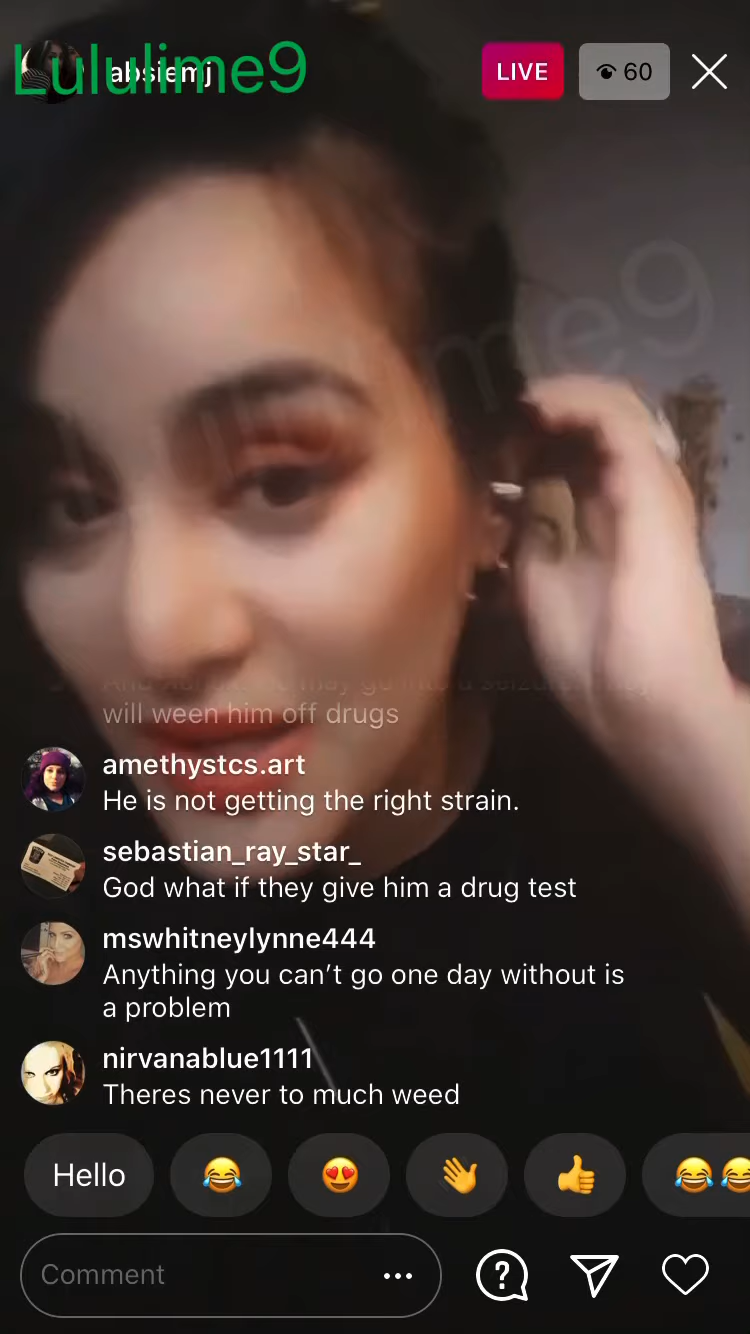 Lululime9
absiemj
LIVE
60
me9
will ween him off drugs
amethystcs.art
He is not getting the right strain.
sebastian_ray_star_
God what if they give him a drug test
mswhitneylynne444
Anything you can’t go one day without is
a problem
nirvanablue1111
Theres never to much weed
Hello
Comment